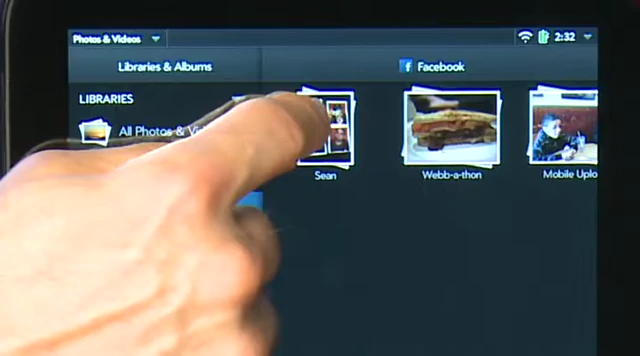 Photos & Videos
2:32
Libraries & Albums
Facebook
LIBRARIES
All Photos &
Sean
Webb-a-thon
Mobile Uplo